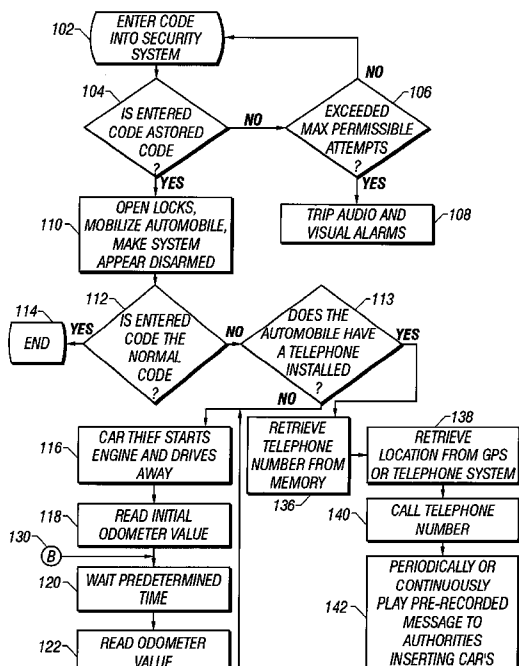 102
ENTER CODE
INTO SECURITY
SYSTEM
NO
104
IS ENTERED
CODE ASTORED
CODE
?
NO
106
EXCEEDED
MAX PERMISSIBLE
ATTEMPTS
?
YES
YES
110
OPEN LOCKS,
MOBILIZE AUTOMOBILE,
MAKE SYSTEM
APPEAR DISARMED
TRIP AUDIO AND
VISUAL ALARMS
108
112
114
END
YES
IS ENTERED
CODE THE
NORMAL
CODE
?
NO
113
DOES THE
AUTOMOBILE HAVE
A TELEPHONE
INSTALLED
?
YES
NO
116
CAR THIEF STARTS
ENGINE AND DRIVES
AWAY
RETRIEVE
TELEPHONE
NUMBER FROM
MEMORY
136
138
RETRIEVE
LOCATION FROM GPS
OR TELEPHONE SYSTEM
118
READ INITIAL
ODOMETER VALUE
140
CALL TELEPHONE
NUMBER
130
B
120
WAIT PREDETERMINED
TIME
142
PERIODICALLY OR
CONTINUOUSLY
PLAY PRE-RECORDED
MESSAGE TO
AUTHORITIES
INSERTING CAR'S
122
READ ODOMETER
VALUE